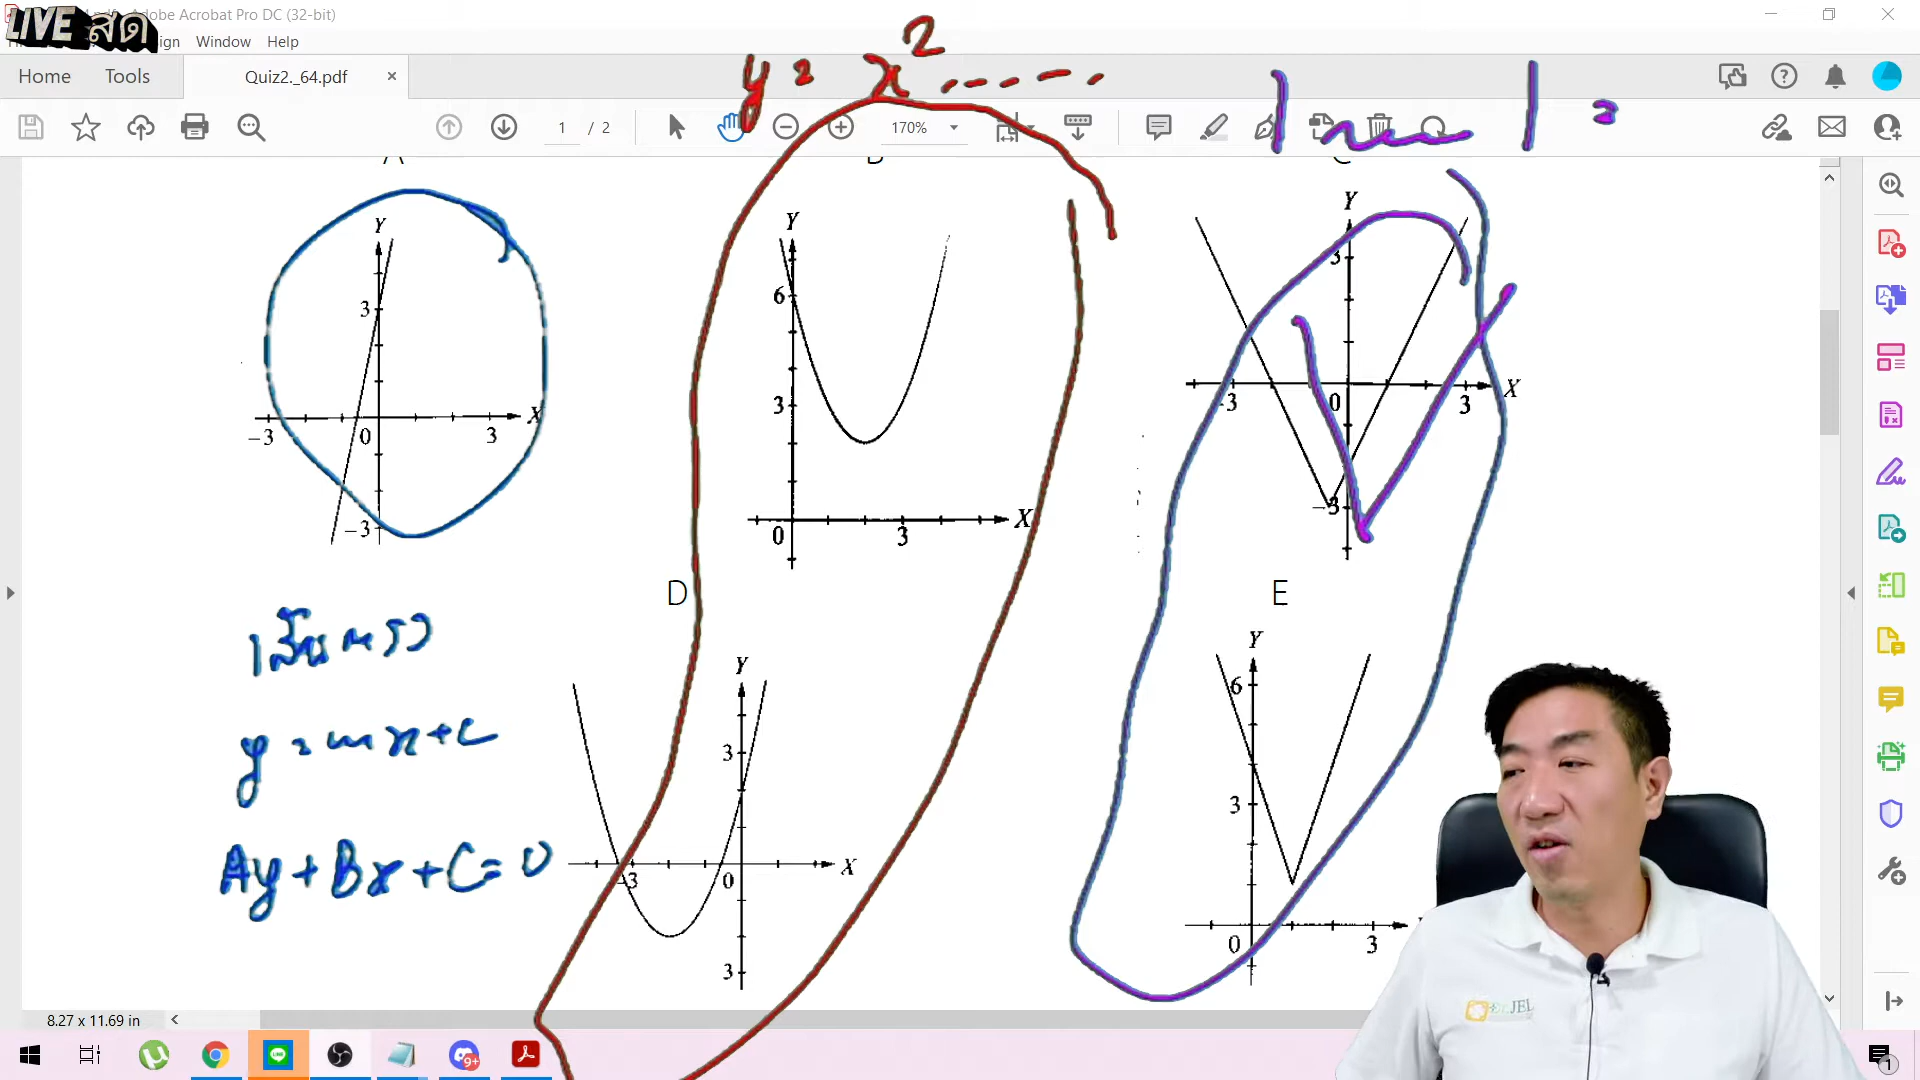 LIVE สด
Adobe Acrobat Pro DC (32-bit)
Window Help
Home Tools Quiz2._64.pdf ×
1 / 2 170%
y = x² .....
| | =
A B C
Y 3 -3 0 3 X -3
Y 6 3 0 3 X
Y 3 -3 0 3 X -3
D E
Y 3 -3 0 X 3
Y 6 3 0 3
เส้นตรง
y = mx + c
Ay + Bx + C = 0
JEL
8.27 x 11.69 in
9+
1